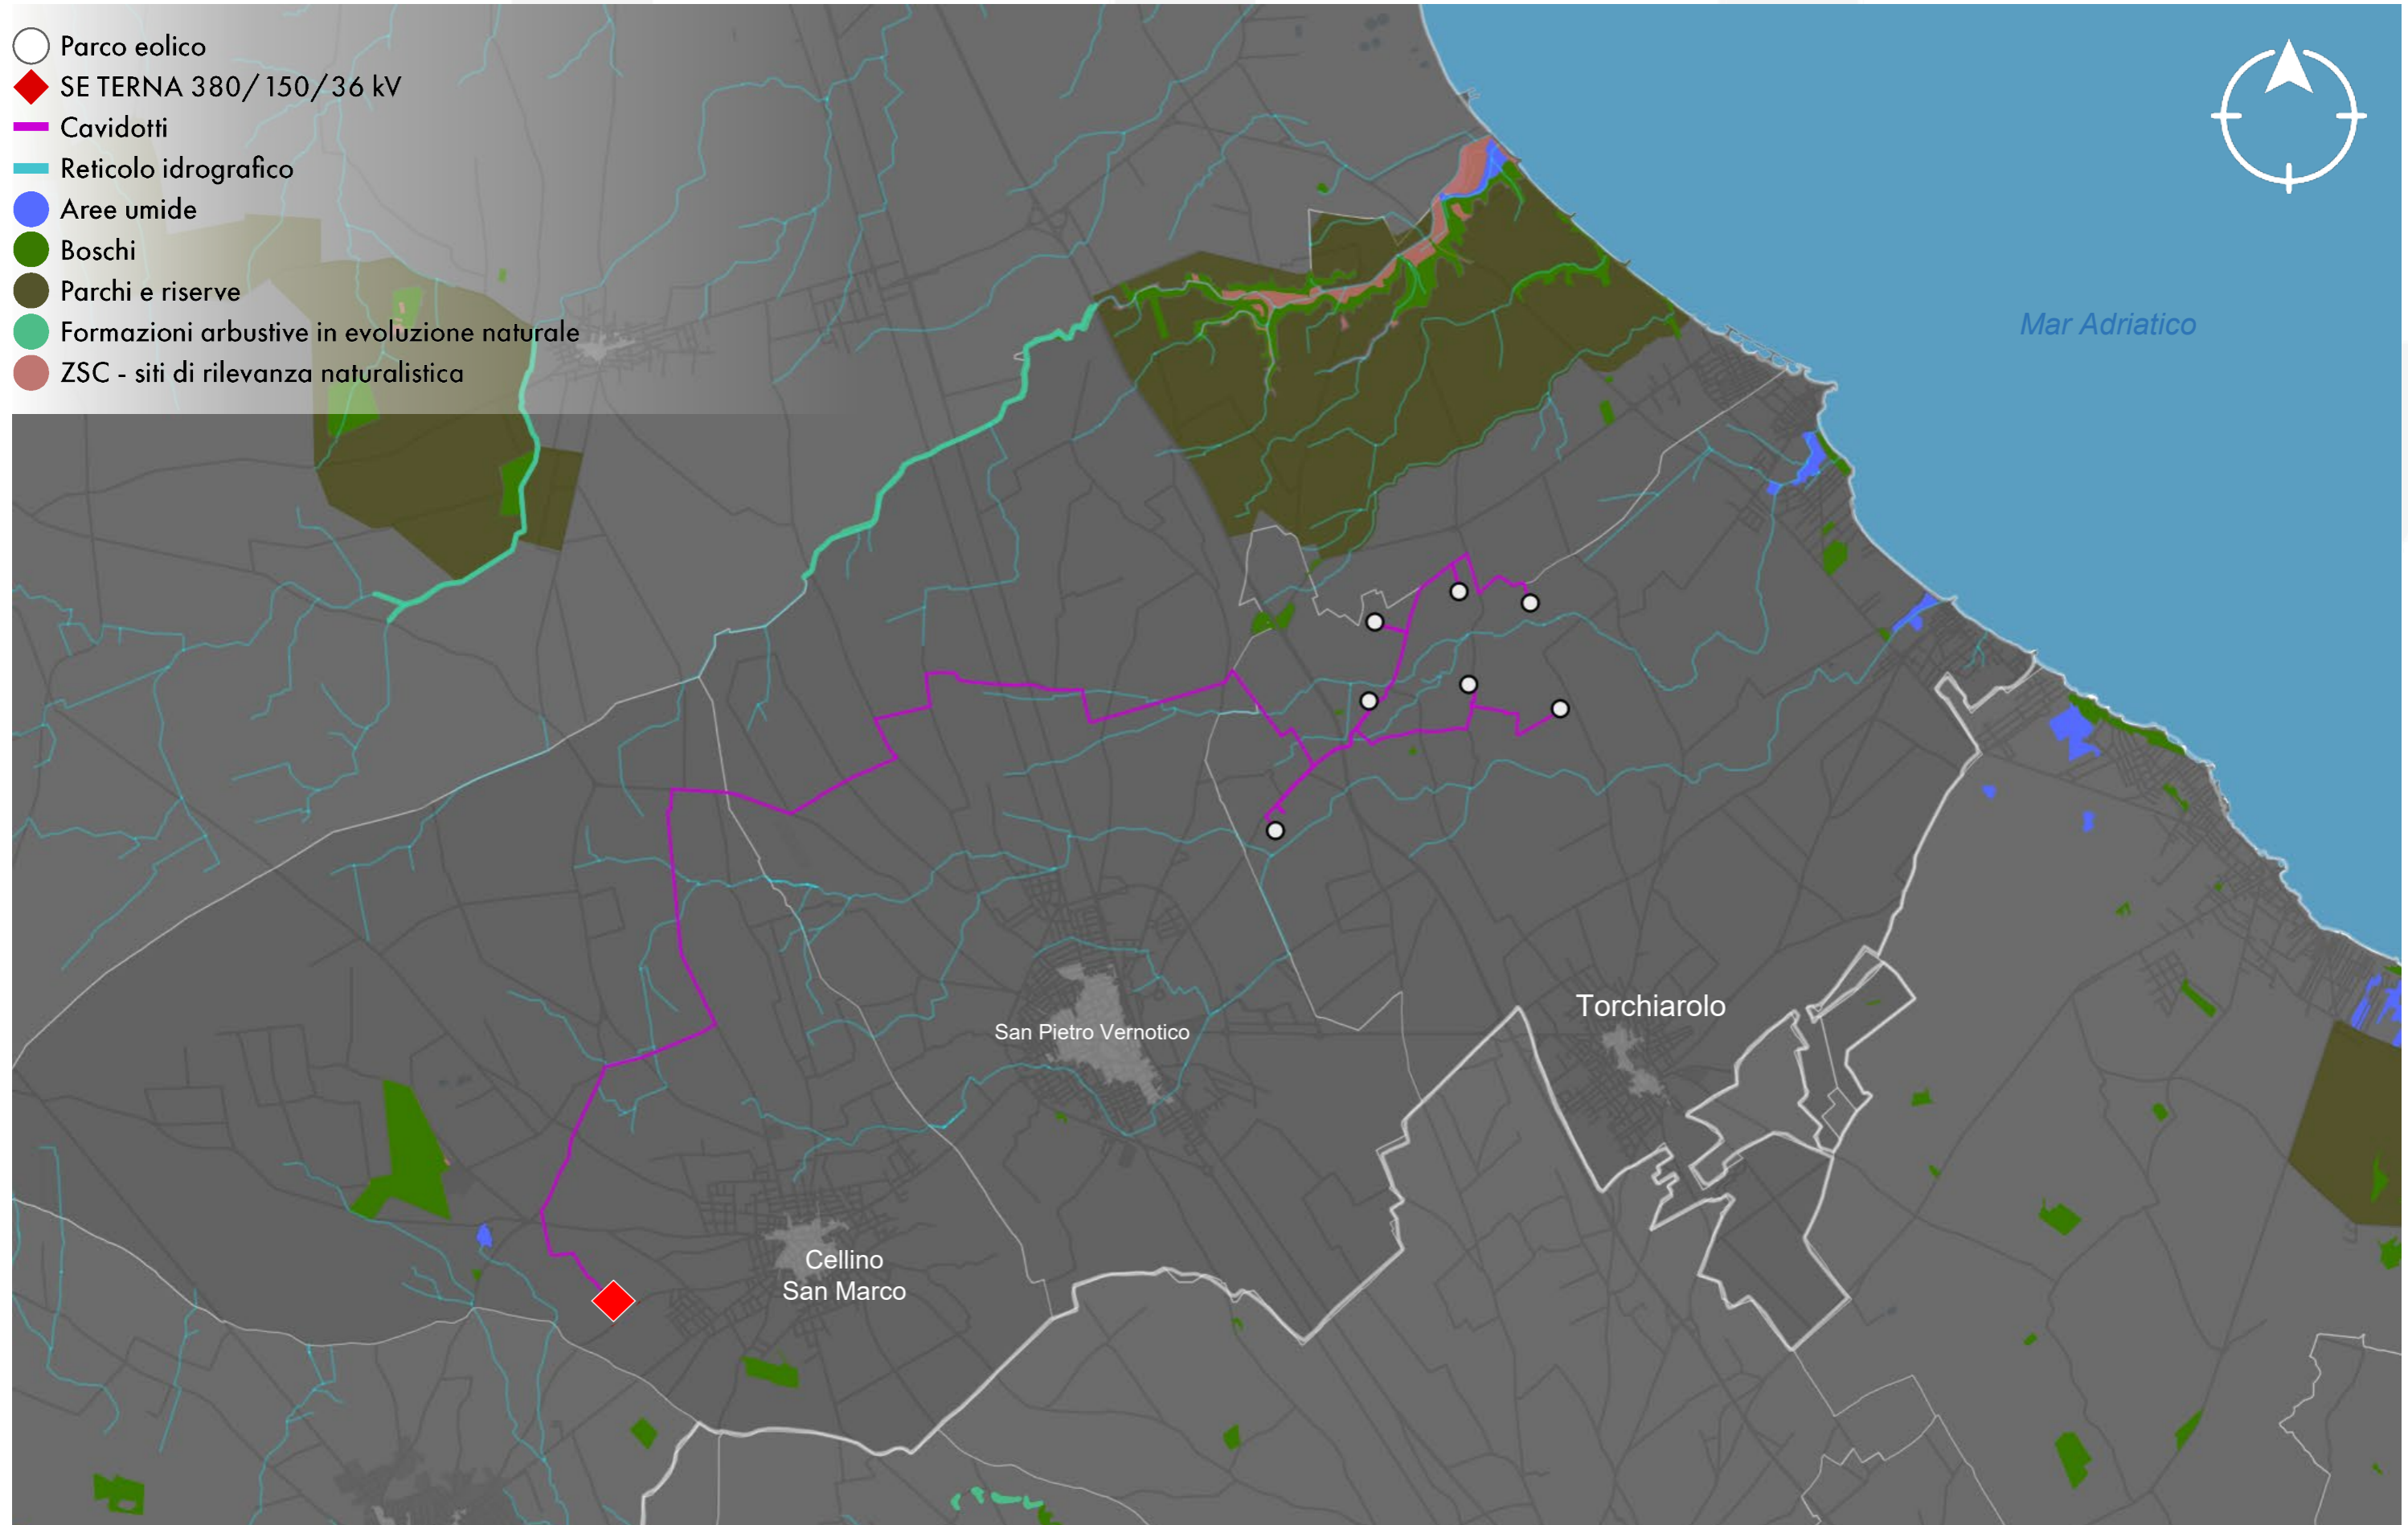 Parco eolico
SE TERNA 380/150/36 kV
Cavidotti
Reticolo idrografico
Aree umide
Boschi
Parchi e riserve
Formazioni arbustive in evoluzione naturale
ZSC - siti di rilevanza naturalistica
Mar Adriatico
Torchiarolo
San Pietro Vernotico
Cellino
San Marco